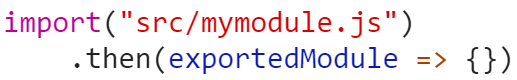 import("src/mymodule.js")
    .then(exportedModule => {})